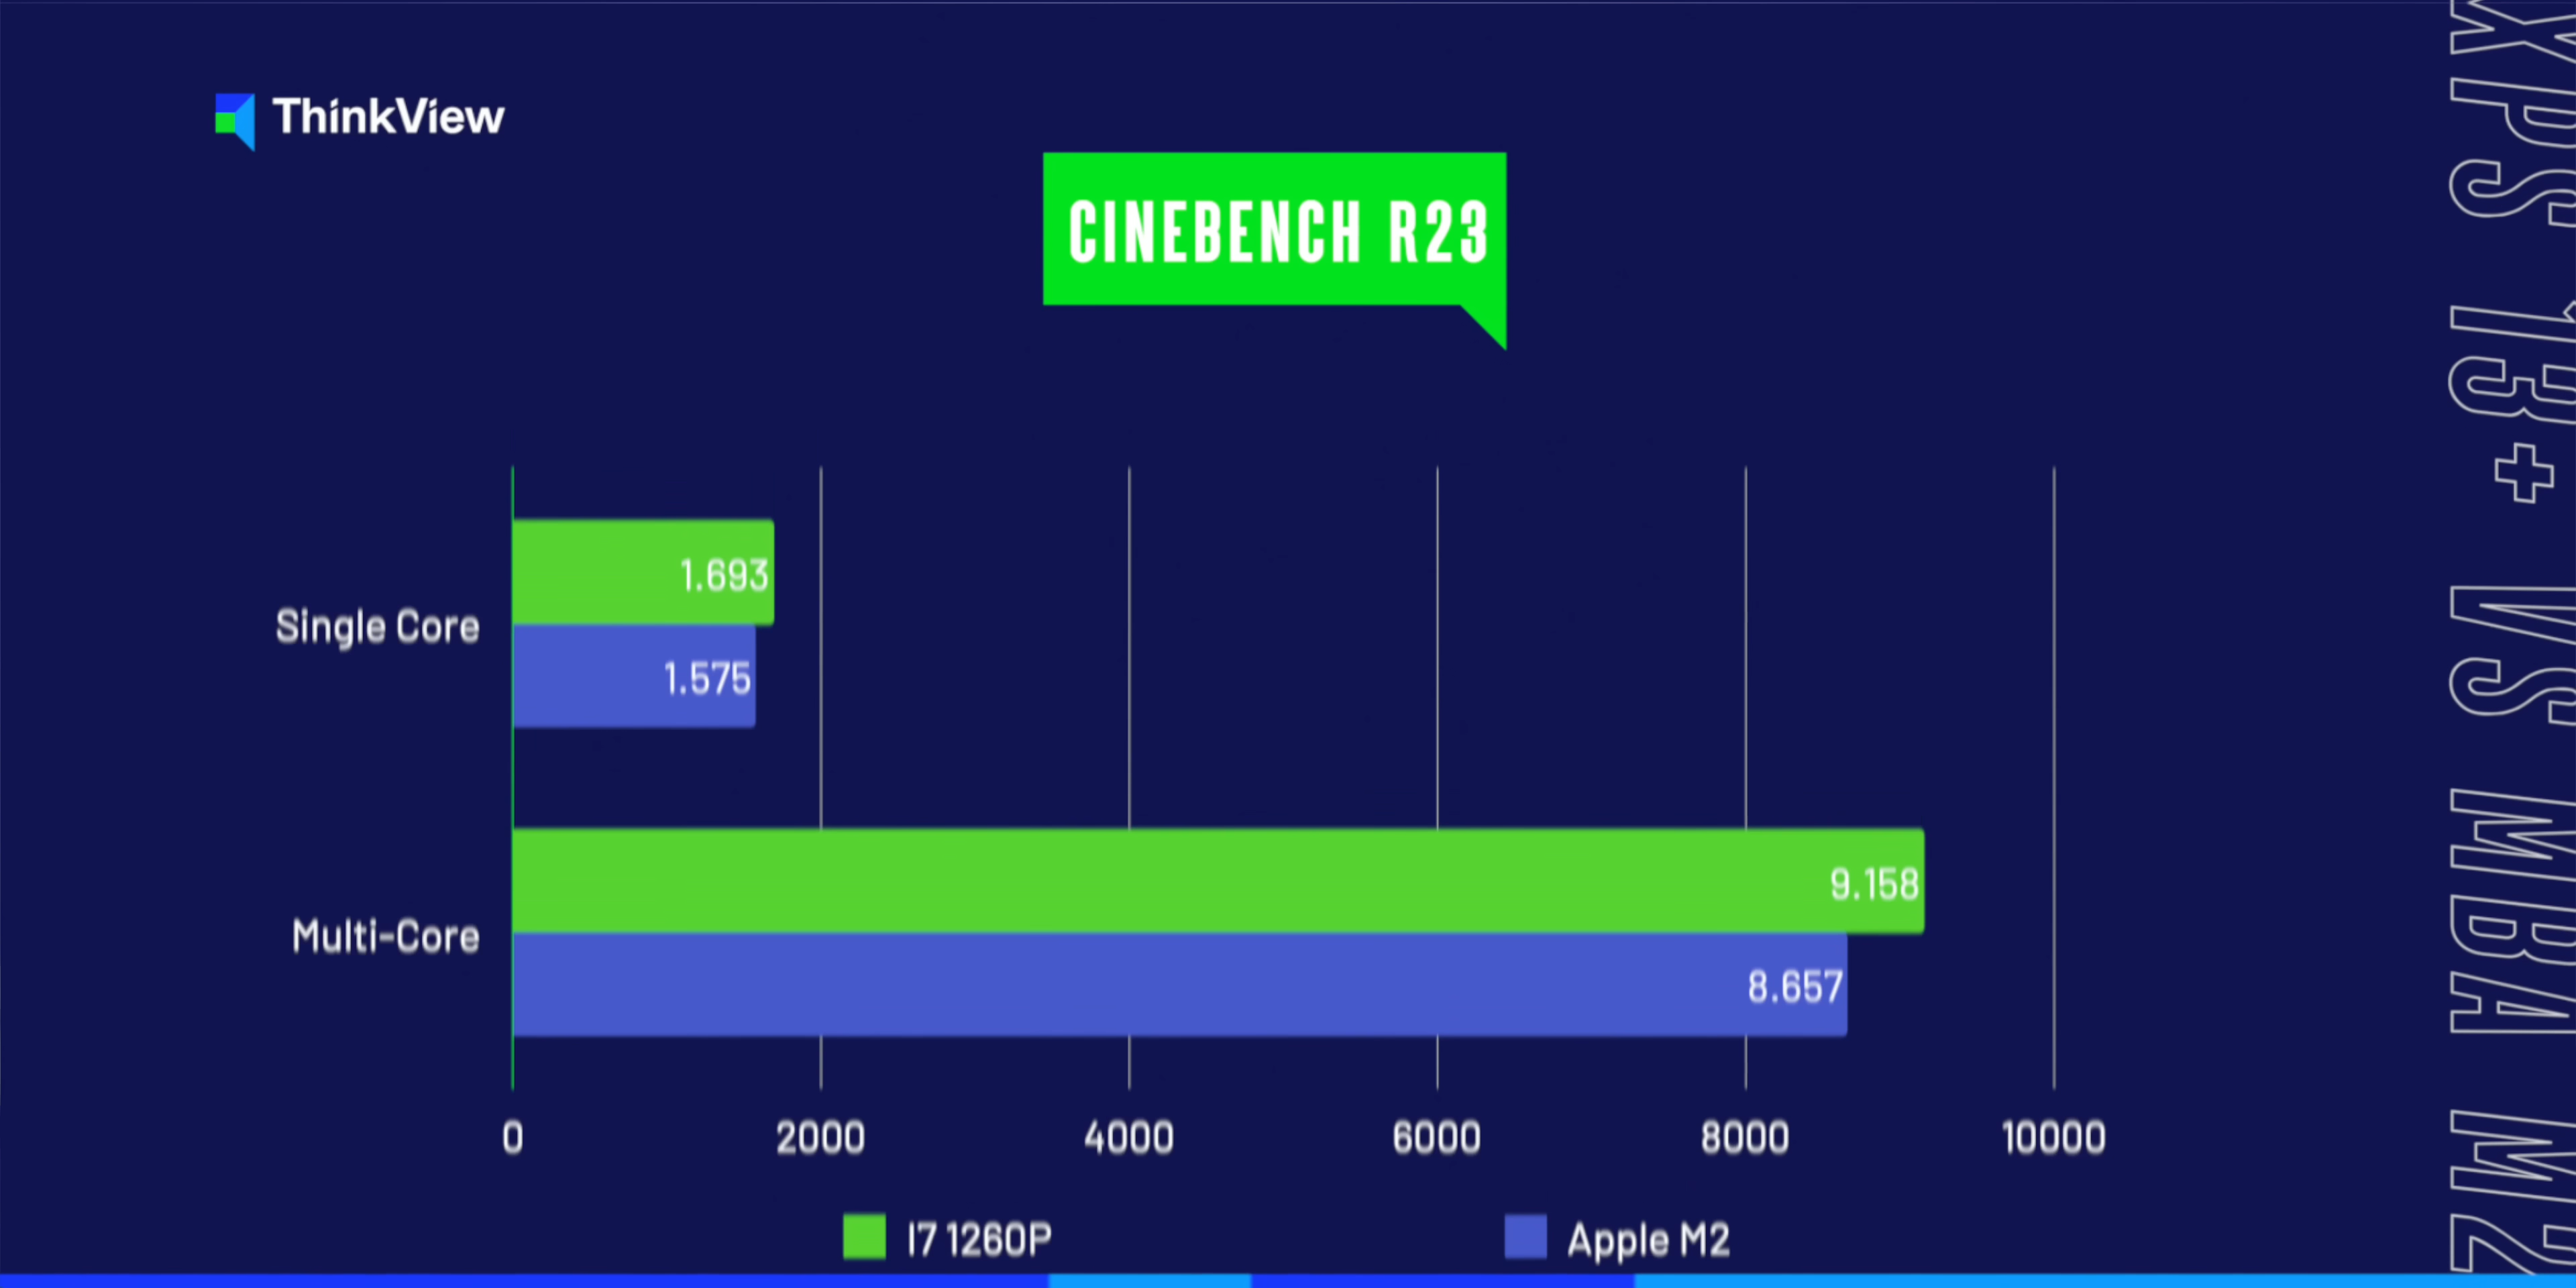 ThinkView
CINEBENCH R23
Single Core
1.693
1.575
Multi-Core
9.158
8.657
0 2000 4000 6000 8000 10000
I7 1260P Apple M2
XPS 13+ VS MBA M2